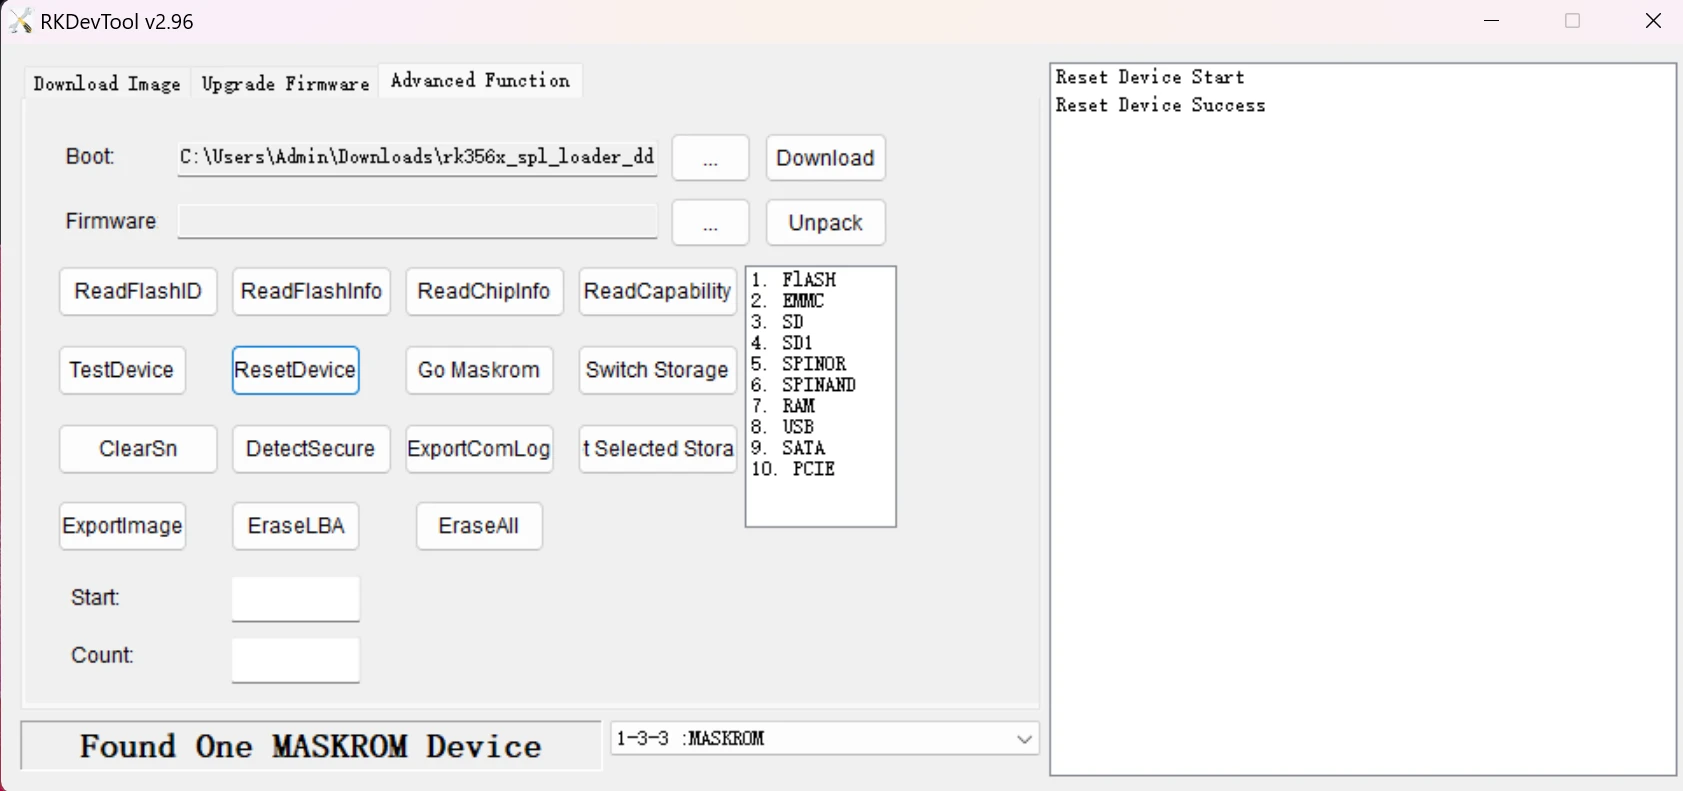 RKDevTool v2.96
Download Image
Upgrade Firmware
Advanced Function
Boot:
C:\Users\Admin\Downloads\rk356x_spl_loader_dd
...
Download
Firmware
...
Unpack
ReadFlashID
ReadFlashInfo
ReadChipInfo
ReadCapability
TestDevice
ResetDevice
Go Maskrom
Switch Storage
ClearSn
DetectSecure
ExportComLog
t Selected Stora
ExportImage
EraseLBA
EraseAll
1. FlASH
2. EMMC
3. SD
4. SD1
5. SPINOR
6. SPINAND
7. RAM
8. USB
9. SATA
10. PCIE
Start:
Count:
Found One MASKROM Device
1-3-3 :MASKROM
Reset Device Start
Reset Device Success